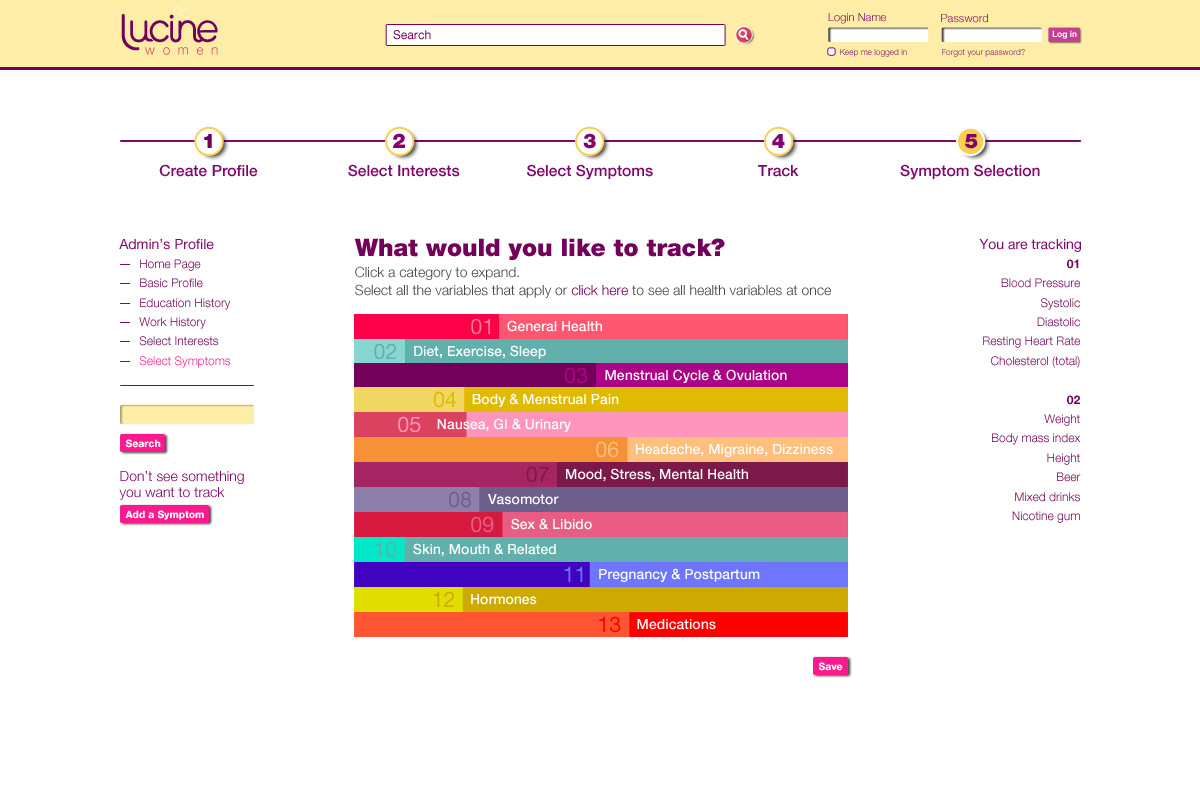 lucine
women
Search
Login Name
Password
Log in
Keep me logged in
Forgot your password?
1
2
3
4
5
Create Profile
Select Interests
Select Symptoms
Track
Symptom Selection
Admin's Profile
— Home Page
— Basic Profile
— Education History
— Work History
— Select Interests
— Select Symptoms
Search
Don't see something
you want to track
Add a Symptom
What would you like to track?
Click a category to expand.
Select all the variables that apply or click here to see all health variables at once
01 General Health
02 Diet, Exercise, Sleep
03 Menstrual Cycle & Ovulation
04 Body & Menstrual Pain
05 Nausea, GI & Urinary
06 Headache, Migraine, Dizziness
07 Mood, Stress, Mental Health
08 Vasomotor
09 Sex & Libido
10 Skin, Mouth & Related
11 Pregnancy & Postpartum
12 Hormones
13 Medications
Save
You are tracking
01
Blood Pressure
Systolic
Diastolic
Resting Heart Rate
Cholesterol (total)
02
Weight
Body mass index
Height
Beer
Mixed drinks
Nicotine gum